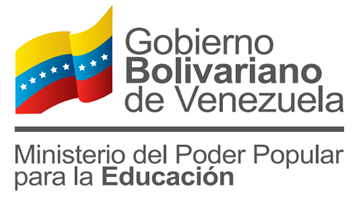 Gobierno
Bolivariano
de Venezuela
Ministerio del Poder Popular
para la Educación